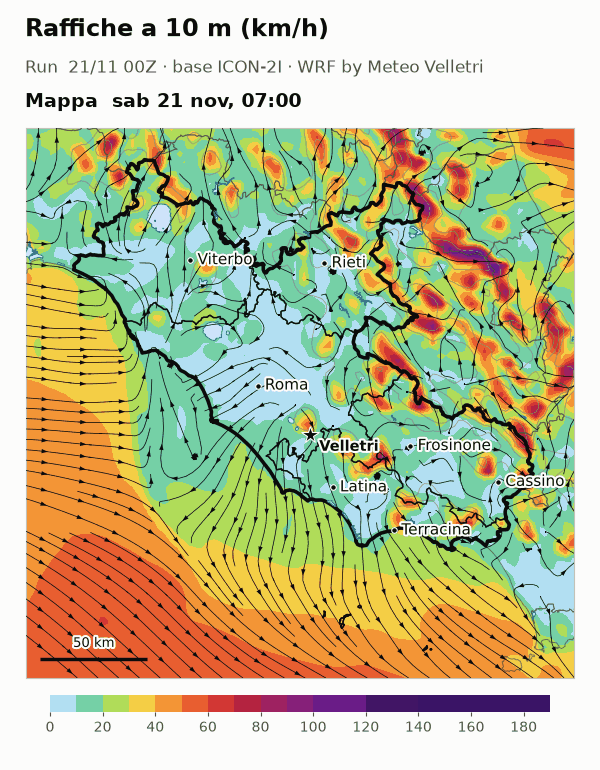 Raffiche a 10 m (km/h)
Run  21/11 00Z · base ICON-2I · WRF by Meteo Velletri
Mappa  sab 21 nov, 07:00
Viterbo
Rieti
Roma
Velletri
Frosinone
Latina
Cassino
Terracina
50 km
0 20 40 60 80 100 120 140 160 180